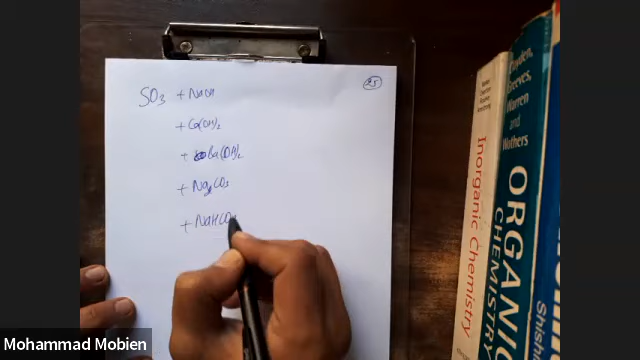 SO₃ + NaOH
+ Ca(OH)₂
+ Ba(OH)₂
+ Na₂CO₃
+ NaHCO₃
25
Inorganic Chemistry
Clayden,
Greeves,
Warren
and
Wothers
ORGANIC
CHEMISTRY
Mohammad Mobien